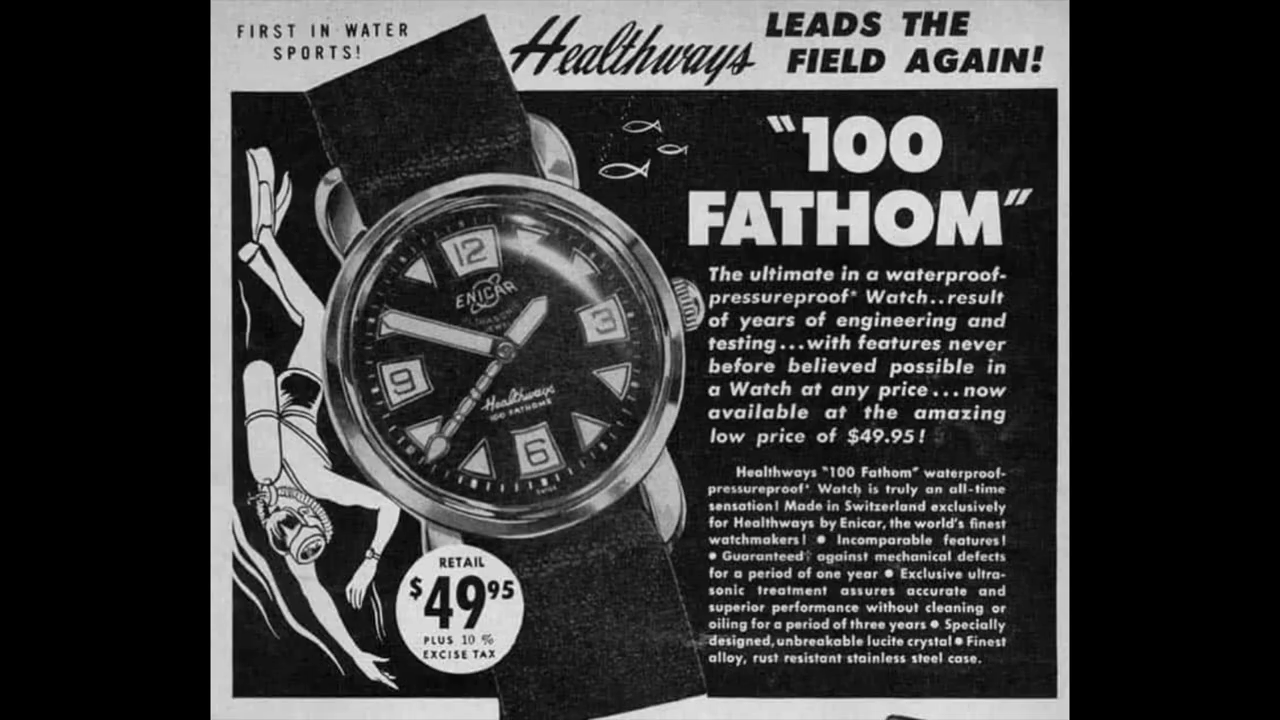 FIRST IN WATER
SPORTS!
Healthways
LEADS THE
FIELD AGAIN!
"100
FATHOM"
The ultimate in a waterproof-
pressureproof* Watch..result
of years of engineering and
testing...with features never
before believed possible in
a Watch at any price...now
available at the amazing
low price of $49.95!
Healthways "100 Fathom" waterproof-
pressureproof* Watch is truly an all-time
sensation! Made in Switzerland exclusively
for Healthways by Enicar, the world's finest
watchmakers! • Incomparable features!
• Guaranteed† against mechanical defects
for a period of one year • Exclusive ultra-
sonic treatment assures accurate and
superior performance without cleaning or
oiling for a period of three years • Specially
designed, unbreakable lucite crystal • Finest
alloy, rust resistant stainless steel case.
12
ENICAR
3
9
Healthways
100 FATHOMS
6
SWISS
RETAIL
$49.95
PLUS 10 %
EXCISE TAX